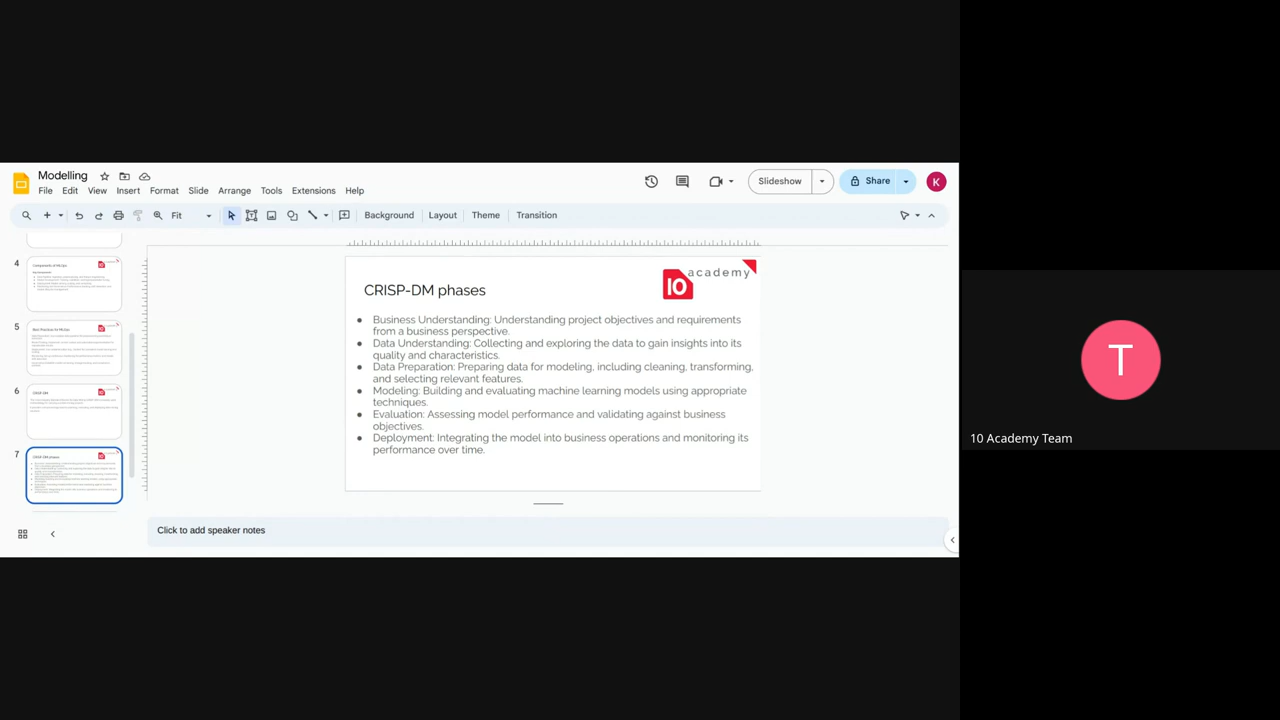 Modelling
File Edit View Insert Format Slide Arrange Tools Extensions Help
Slideshow
Share
K
Fit
Background Layout Theme Transition
4
5
6
CRISP-DM
7
CRISP-DM phases
10 academy
CRISP-DM phases
● Business Understanding: Understanding project objectives and requirements
from a business perspective.
● Data Understanding: Collecting and exploring the data to gain insights into its
quality and characteristics.
● Data Preparation: Preparing data for modeling, including cleaning, transforming,
and selecting relevant features.
● Modeling: Building and evaluating machine learning models using appropriate
techniques.
● Evaluation: Assessing model performance and validating against business
objectives.
● Deployment: Integrating the model into business operations and monitoring its
performance over time.
Click to add speaker notes
T
10 Academy Team